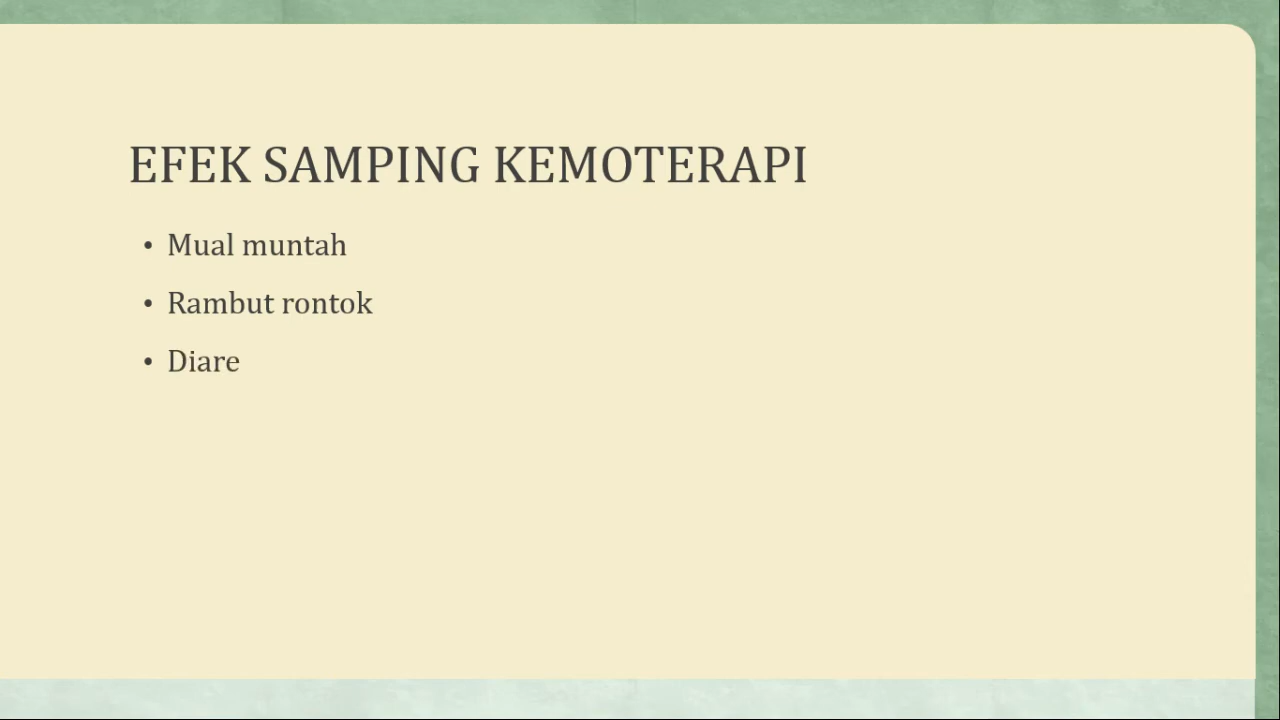 EFEK SAMPING KEMOTERAPI
• Mual muntah
• Rambut rontok
• Diare